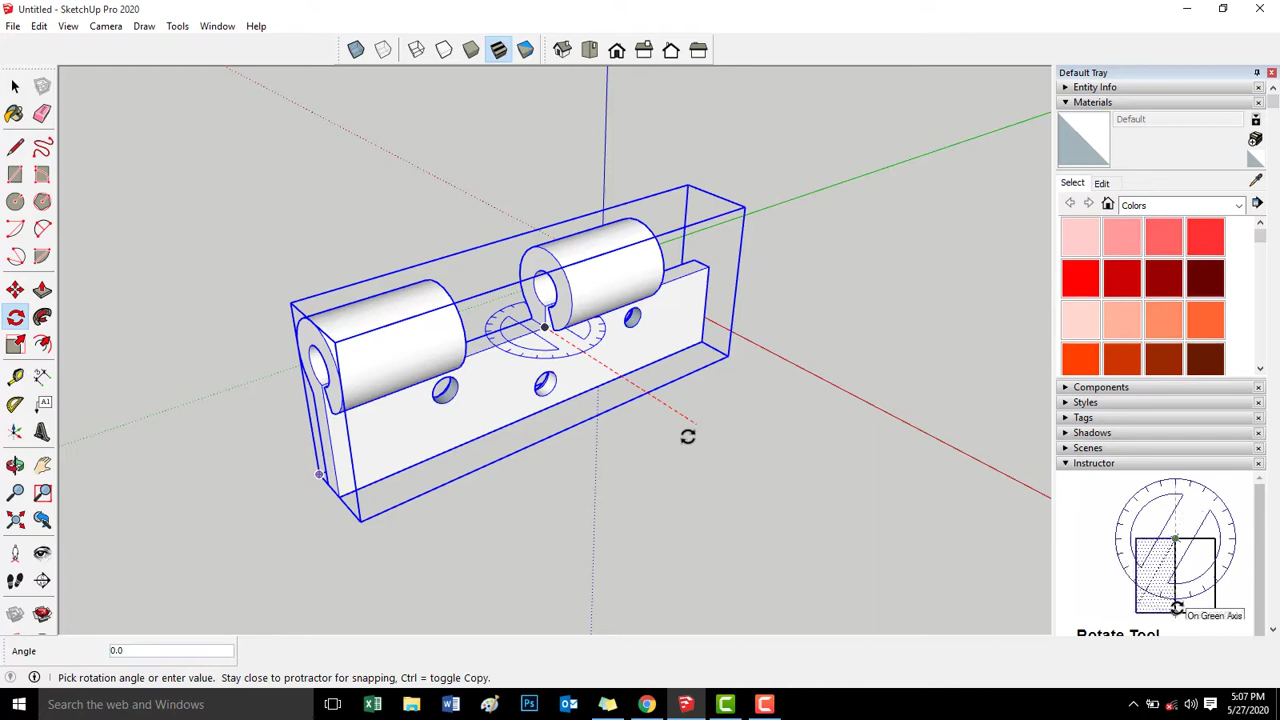 Untitled - SketchUp Pro 2020
File Edit View Camera Draw Tools Window Help
Default Tray
Entity Info
Materials
Default
Select Edit
Colors
Components
Styles
Tags
Shadows
Scenes
Instructor
On Green Axis
Rotate Tool
A1
Angle 0.0
Pick rotation angle or enter value. Stay close to protractor for snapping, Ctrl = toggle Copy.
Search the web and Windows
5:07 PM
5/27/2020